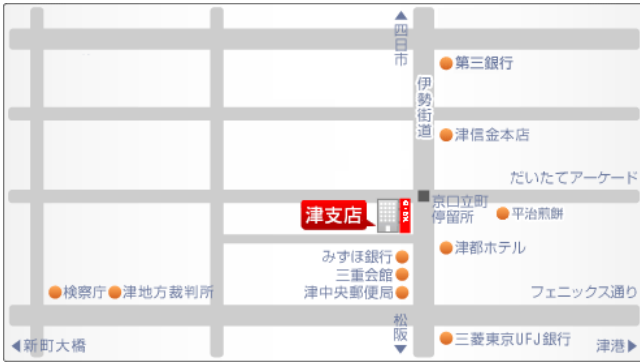 ▲四日市
第三銀行
伊勢街道
津信金本店
だいたてアーケード
京口立町
停留所
平治煎餅
津支店
津都ホテル
みずほ銀行
三重会館
津中央郵便局
検察庁
津地方裁判所
フェニックス通り
松阪▼
三菱東京UFJ銀行
◀新町大橋
津港▶